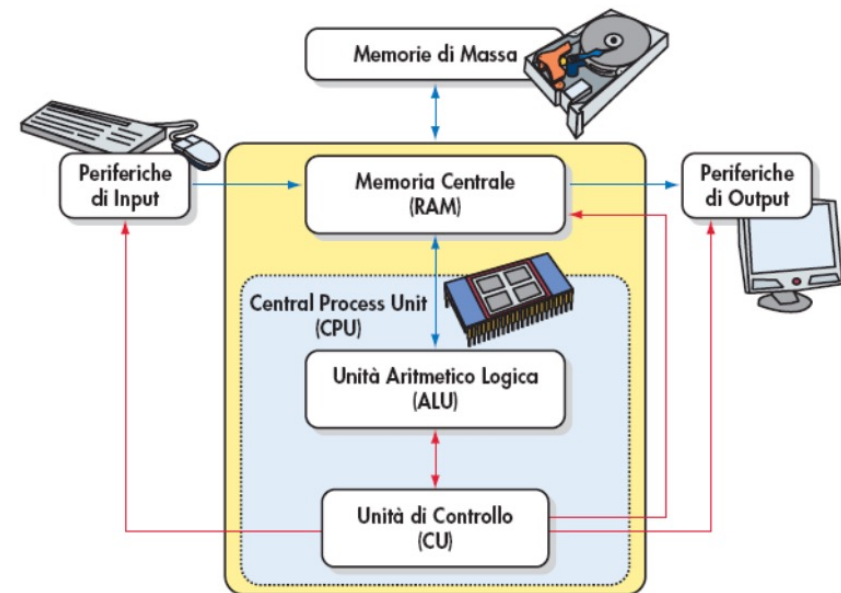 Memorie di Massa
Periferiche
di Input
Memoria Centrale
(RAM)
Periferiche
di Output
Central Process Unit
(CPU)
Unità Aritmetico Logica
(ALU)
Unità di Controllo
(CU)